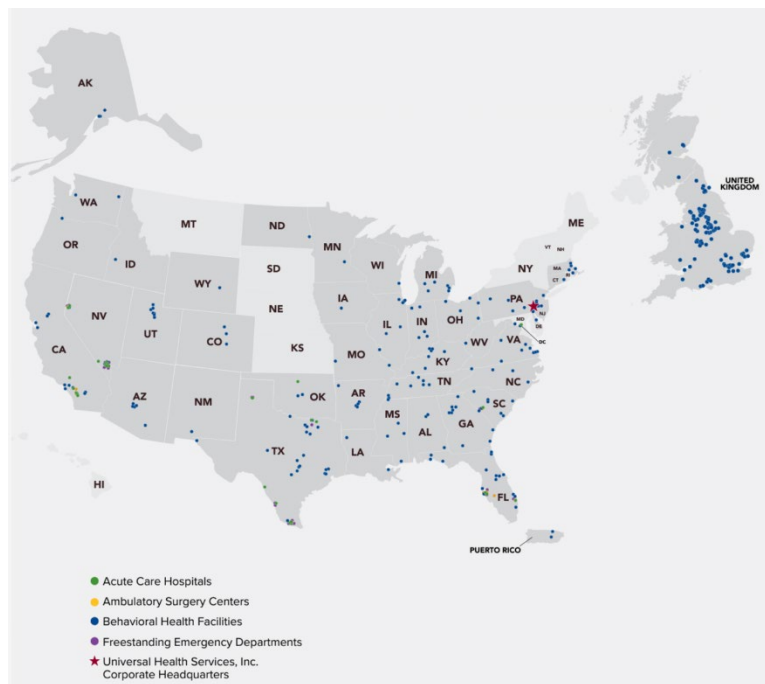 AK
UNITED
KINGDOM
WA
MT
ND
MN
ME
VT
NH
OR
ID
SD
WI
MI
NY
MA
CT
RI
WY
IA
PA
NJ
NV
NE
IL
IN
OH
MD
DE
UT
CO
DC
CA
KS
MO
WV
VA
KY
AZ
NM
OK
AR
TN
NC
MS
AL
GA
SC
TX
LA
HI
FL
PUERTO RICO
Acute Care Hospitals
Ambulatory Surgery Centers
Behavioral Health Facilities
Freestanding Emergency Departments
Universal Health Services, Inc.
Corporate Headquarters